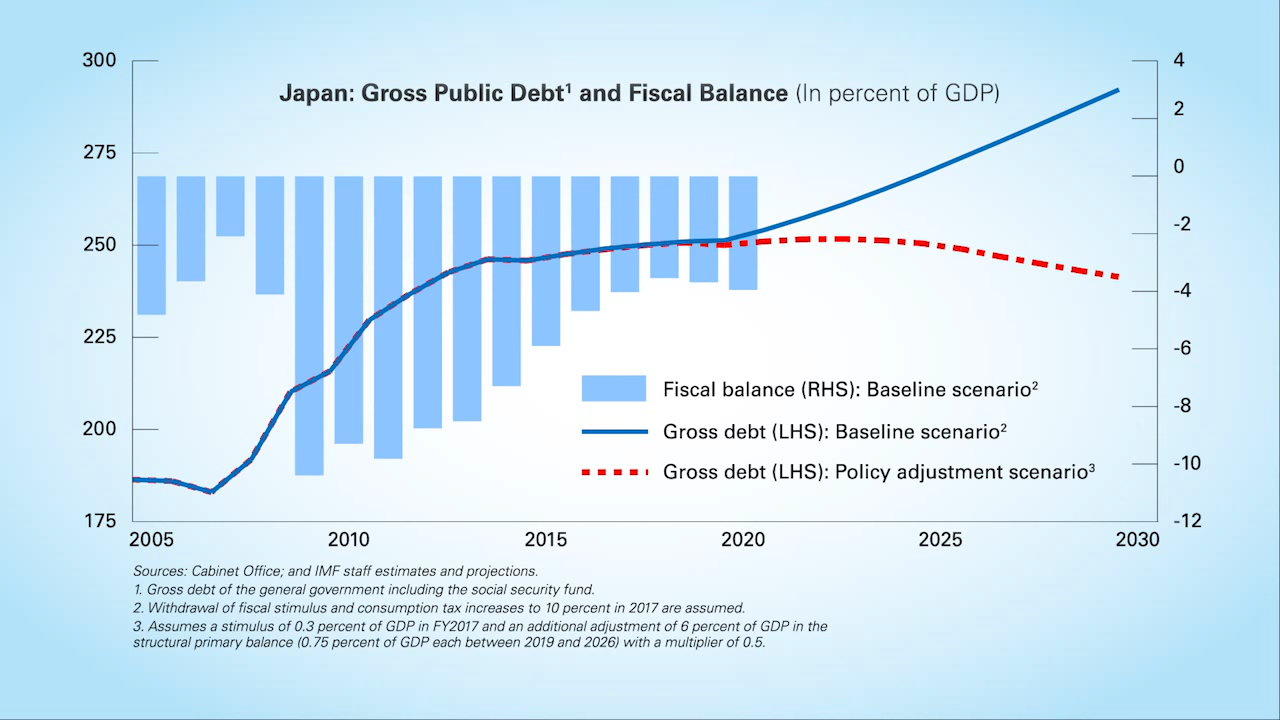 Japan: Gross Public Debt¹ and Fiscal Balance (In percent of GDP)
300
275
250
225
200
175
4
2
0
-2
-4
-6
-8
-10
-12
Fiscal balance (RHS): Baseline scenario²
Gross debt (LHS): Baseline scenario²
Gross debt (LHS): Policy adjustment scenario³
2005 2010 2015 2020 2025 2030
Sources: Cabinet Office; and IMF staff estimates and projections.
1. Gross debt of the general government including the social security fund.
2. Withdrawal of fiscal stimulus and consumption tax increases to 10 percent in 2017 are assumed.
3. Assumes a stimulus of 0.3 percent of GDP in FY2017 and an additional adjustment of 6 percent of GDP in the
structural primary balance (0.75 percent of GDP each between 2019 and 2026) with a multiplier of 0.5.